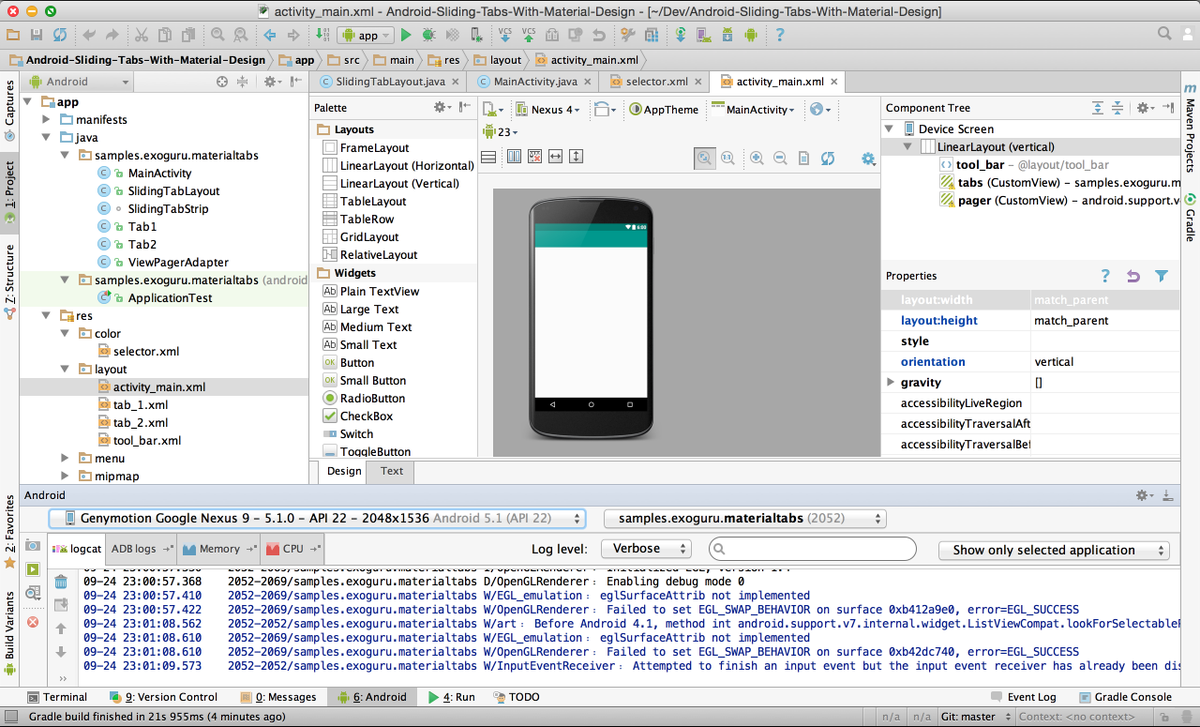 activity_main.xml - Android-Sliding-Tabs-With-Material-Design - [~/Dev/Android-Sliding-Tabs-With-Material-Design]
app
VCS VCS
Android-Sliding-Tabs-With-Material-Design app src main res layout activity_main.xml
Android
SlidingTabLayout.java MainActivity.java selector.xml activity_main.xml
Captures
1: Project
Z: Structure
2: Favorites
Build Variants
app
manifests
java
samples.exoguru.materialtabs
MainActivity
SlidingTabLayout
SlidingTabStrip
Tab1
Tab2
ViewPagerAdapter
samples.exoguru.materialtabs (android
ApplicationTest
res
color
selector.xml
layout
activity_main.xml
tab_1.xml
tab_2.xml
tool_bar.xml
menu
mipmap
Palette
Layouts
FrameLayout
LinearLayout (Horizontal)
LinearLayout (Vertical)
TableLayout
TableRow
GridLayout
RelativeLayout
Widgets
Ab Plain TextView
Ab Large Text
Ab Medium Text
Ab Small Text
OK Button
OK Small Button
RadioButton
CheckBox
Switch
ToggleButton
Nexus 4 AppTheme MainActivity
23
1:1
6:00
Design Text
Component Tree
Device Screen
LinearLayout (vertical)
tool_bar - @layout/tool_bar
tabs (CustomView) - samples.exoguru.m
pager (CustomView) - android.support.v
Properties
layout:width match_parent
layout:height match_parent
style
orientation vertical
gravity []
accessibilityLiveRegion
accessibilityTraversalAft
accessibilityTraversalBef
m Maven Projects
Gradle
Android
Genymotion Google Nexus 9 - 5.1.0 - API 22 - 2048x1536 Android 5.1 (API 22)
samples.exoguru.materialtabs (2052)
logcat ADB logs Memory CPU Log level: Verbose Show only selected application
09-24 23:00:57.368 2052-2069/samples.exoguru.materialtabs D/OpenGLRenderer: Enabling debug mode 0
09-24 23:00:57.410 2052-2069/samples.exoguru.materialtabs W/EGL_emulation: eglSurfaceAttrib not implemented
09-24 23:00:57.422 2052-2069/samples.exoguru.materialtabs W/OpenGLRenderer: Failed to set EGL_SWAP_BEHAVIOR on surface 0xb412a9e0, error=EGL_SUCCESS
09-24 23:01:08.562 2052-2052/samples.exoguru.materialtabs W/art: Before Android 4.1, method int android.support.v7.internal.widget.ListViewCompat.lookForSelectableP
09-24 23:01:08.610 2052-2069/samples.exoguru.materialtabs W/EGL_emulation: eglSurfaceAttrib not implemented
09-24 23:01:08.610 2052-2069/samples.exoguru.materialtabs W/OpenGLRenderer: Failed to set EGL_SWAP_BEHAVIOR on surface 0xb42dc740, error=EGL_SUCCESS
09-24 23:01:09.573 2052-2052/samples.exoguru.materialtabs W/InputEventReceiver: Attempted to finish an input event but the input event receiver has already been dis
Terminal 9: Version Control 0: Messages 6: Android 4: Run TODO Event Log Gradle Console
Gradle build finished in 21s 955ms (4 minutes ago) n/a n/a Git: master Context: <no context>